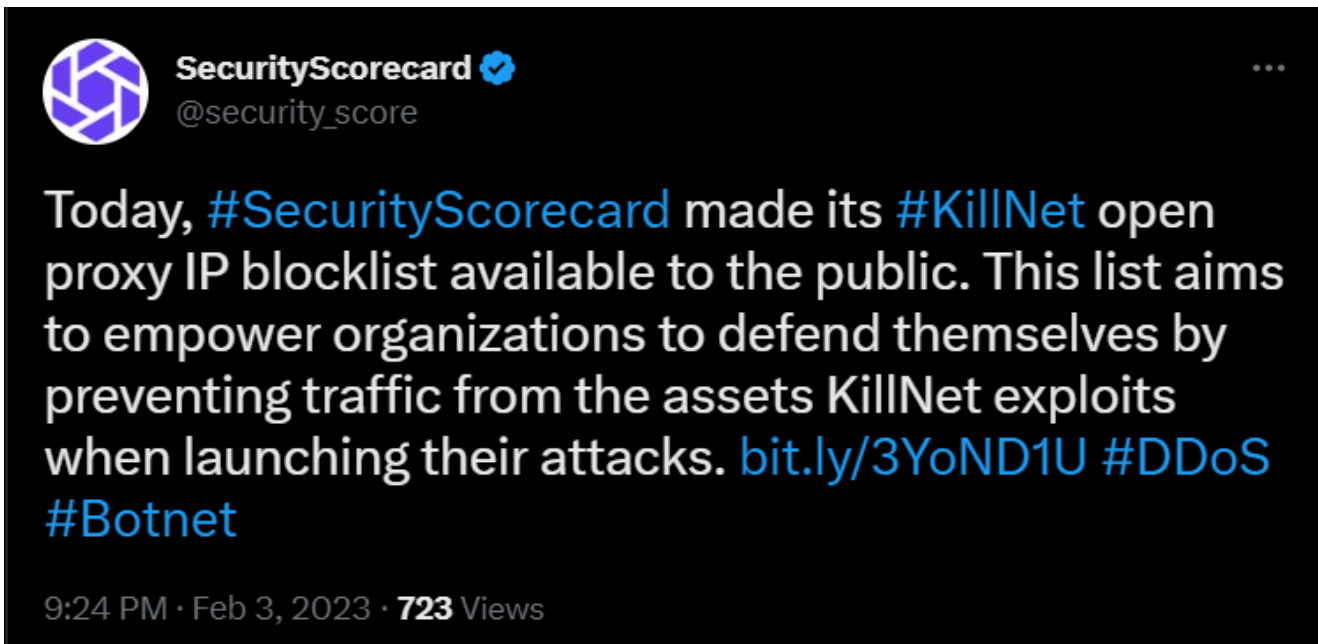 SecurityScorecard
@security_score
Today, #SecurityScorecard made its #KillNet open
proxy IP blocklist available to the public. This list aims
to empower organizations to defend themselves by
preventing traffic from the assets KillNet exploits
when launching their attacks. bit.ly/3YoND1U #DDoS
#Botnet
9:24 PM · Feb 3, 2023 · 723 Views